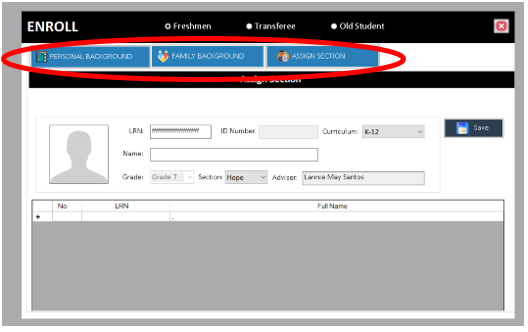 ENROLL Freshmen Transferee Old Student
PERSONAL BACKGROUND FAMILY BACKGROUND ASSIGN SECTION
Assign Section
LRN: ID Number: Curriculum: K-12 Save
Name:
Grade: Grade 7 Section: Hope Adviser: Lannie May Santos
No. LRN Full Name